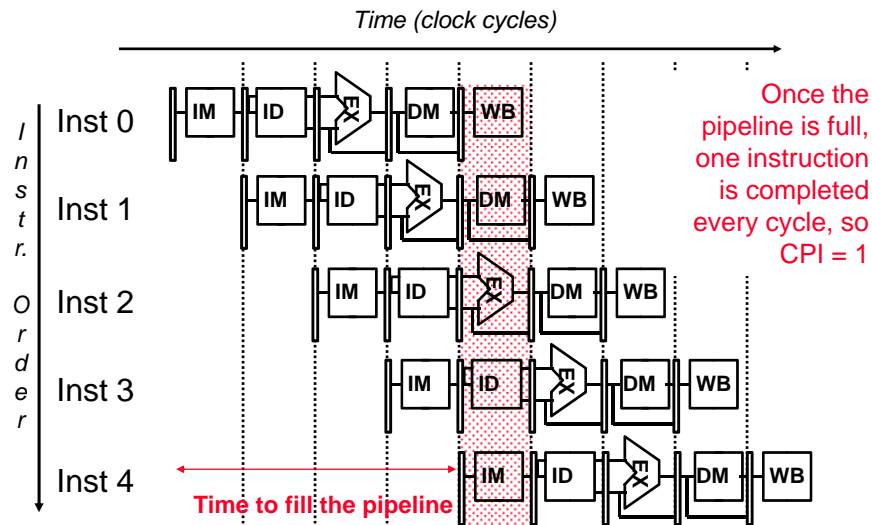 Time (clock cycles)
Instr. Order
Inst 0
IM
ID
EX
DM
WB
Once the
pipeline is full,
one instruction
is completed
every cycle, so
CPI = 1
Inst 1
IM
ID
EX
DM
WB
Inst 2
IM
ID
EX
DM
WB
Inst 3
IM
ID
EX
DM
WB
Inst 4
IM
ID
EX
DM
WB
Time to fill the pipeline